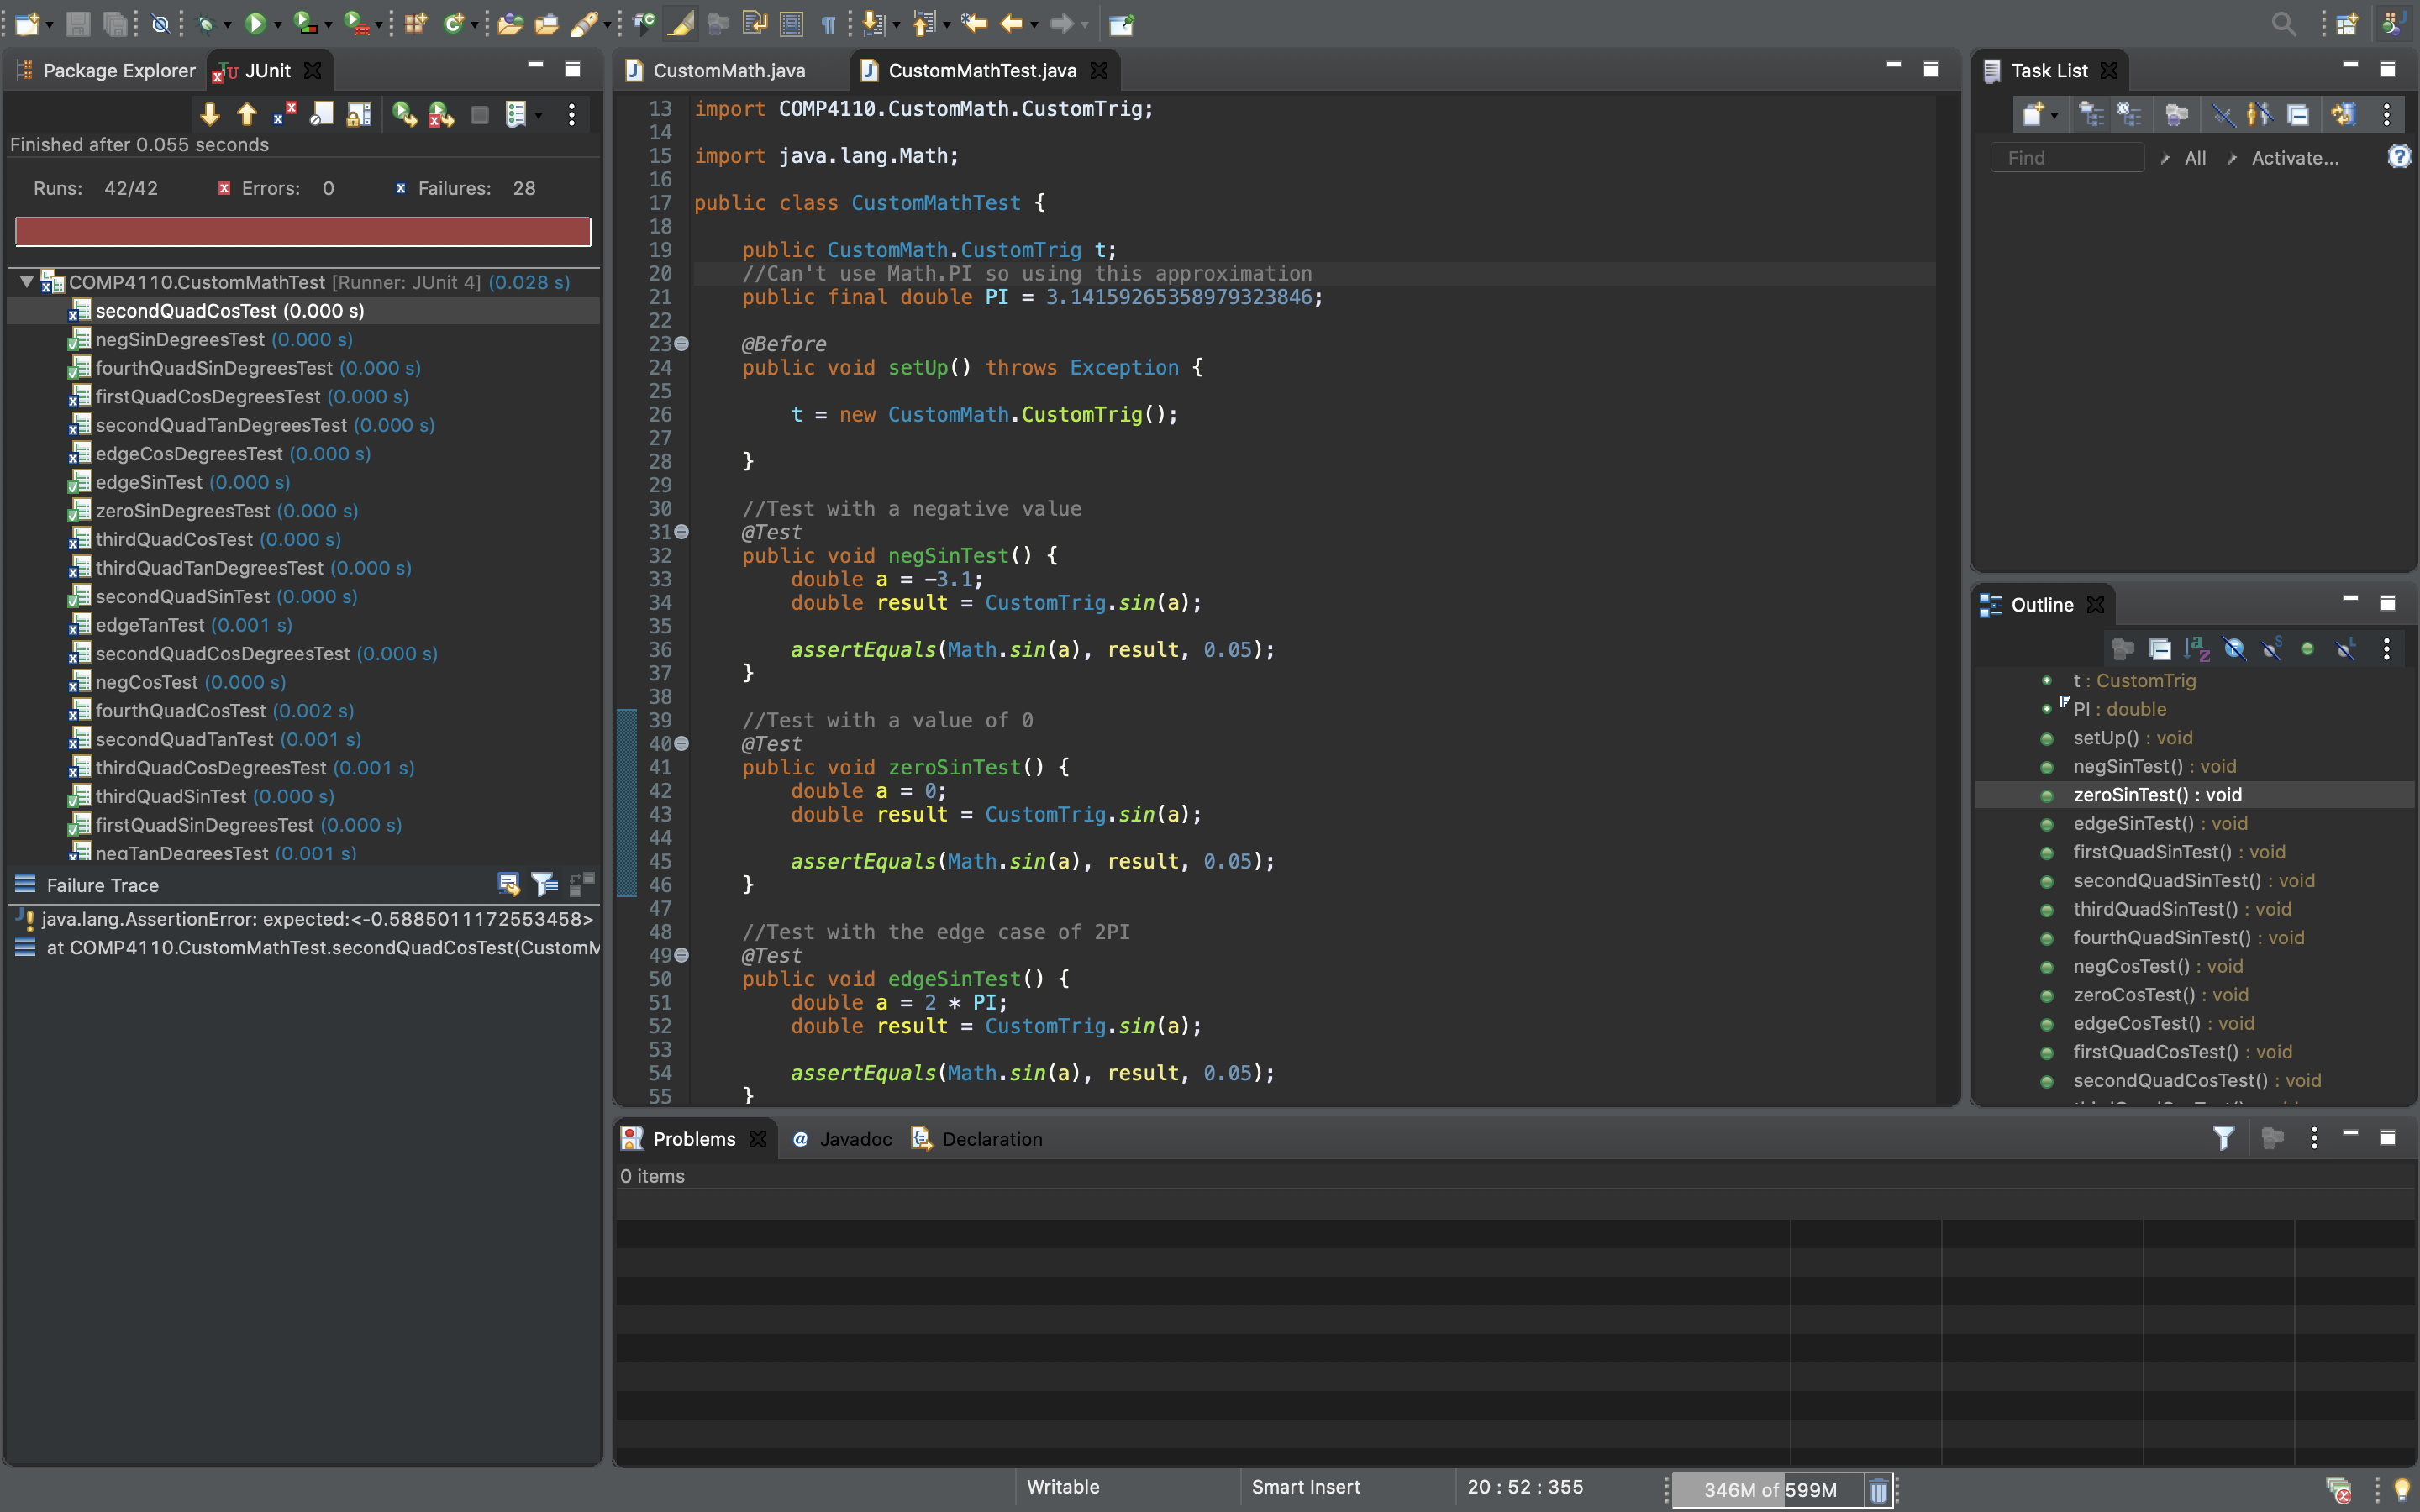 Package Explorer
JUnit
Finished after 0.055 seconds
Runs: 42/42 Errors: 0 Failures: 28
COMP4110.CustomMathTest [Runner: JUnit 4] (0.028 s)
secondQuadCosTest (0.000 s)
negSinDegreesTest (0.000 s)
fourthQuadSinDegreesTest (0.000 s)
firstQuadCosDegreesTest (0.000 s)
secondQuadTanDegreesTest (0.000 s)
edgeCosDegreesTest (0.000 s)
edgeSinTest (0.000 s)
zeroSinDegreesTest (0.000 s)
thirdQuadCosTest (0.000 s)
thirdQuadTanDegreesTest (0.000 s)
secondQuadSinTest (0.000 s)
edgeTanTest (0.001 s)
secondQuadCosDegreesTest (0.000 s)
negCosTest (0.000 s)
fourthQuadCosTest (0.002 s)
secondQuadTanTest (0.001 s)
thirdQuadCosDegreesTest (0.001 s)
thirdQuadSinTest (0.000 s)
firstQuadSinDegreesTest (0.000 s)
negTanDegreesTest (0.001 s)
Failure Trace
java.lang.AssertionError: expected:<-0.5885011172553458>
at COMP4110.CustomMathTest.secondQuadCosTest(CustomM
CustomMath.java
CustomMathTest.java
13 import COMP4110.CustomMath.CustomTrig;
14
15 import java.lang.Math;
16
17 public class CustomMathTest {
18
19 public CustomMath.CustomTrig t;
20 //Can't use Math.PI so using this approximation
21 public final double PI = 3.14159265358979323846;
22
23 @Before
24 public void setUp() throws Exception {
25
26 t = new CustomMath.CustomTrig();
27
28 }
29
30 //Test with a negative value
31 @Test
32 public void negSinTest() {
33 double a = -3.1;
34 double result = CustomTrig.sin(a);
35
36 assertEquals(Math.sin(a), result, 0.05);
37 }
38
39 //Test with a value of 0
40 @Test
41 public void zeroSinTest() {
42 double a = 0;
43 double result = CustomTrig.sin(a);
44
45 assertEquals(Math.sin(a), result, 0.05);
46 }
47
48 //Test with the edge case of 2PI
49 @Test
50 public void edgeSinTest() {
51 double a = 2 * PI;
52 double result = CustomTrig.sin(a);
53
54 assertEquals(Math.sin(a), result, 0.05);
55 }
Task List
Find All Activate...
Outline
t : CustomTrig
PI : double
setUp() : void
negSinTest() : void
zeroSinTest() : void
edgeSinTest() : void
firstQuadSinTest() : void
secondQuadSinTest() : void
thirdQuadSinTest() : void
fourthQuadSinTest() : void
negCosTest() : void
zeroCosTest() : void
edgeCosTest() : void
firstQuadCosTest() : void
secondQuadCosTest() : void
Problems
@ Javadoc
Declaration
0 items
Writable
Smart Insert
20 : 52 : 355
346M of 599M